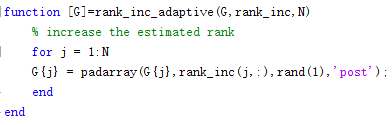 function [G]=rank_inc_adaptive(G,rank_inc,N)
% increase the estimated rank
for j = 1:N
G{j} = padarray(G{j},rank_inc(j,:),rand(1),'post');
end
end